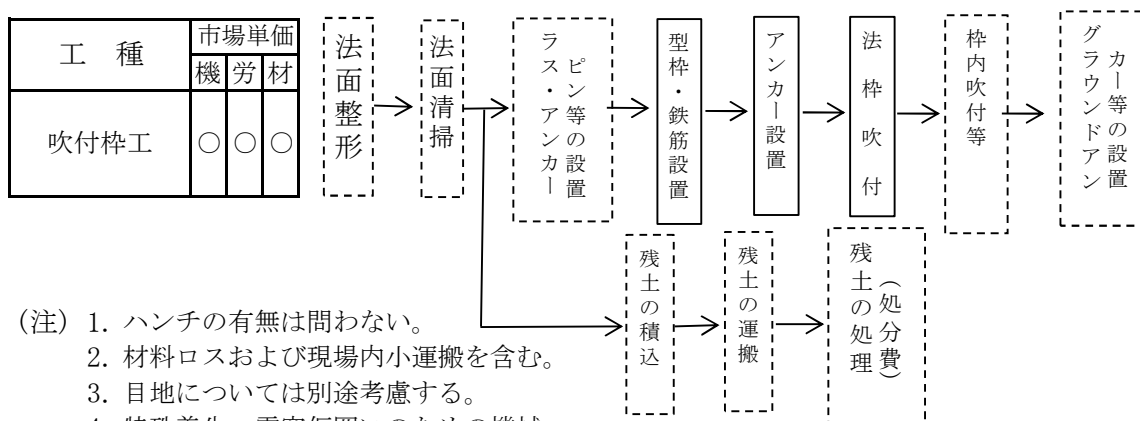 工　種
市場単価
機
労
材
吹付枠工
○
○
○
法面整形
法面清掃
ラス・アンカー
ピン等の設置
型枠・鉄筋設置
アンカー設置
法枠吹付
枠内吹付等
グラウンドアン
カー等の設置
残土の積込
残土の運搬
残土の処理
（処分費）
（注） 1. ハンチの有無は問わない。
2. 材料ロスおよび現場内小運搬を含む。
3. 目地については別途考慮する。